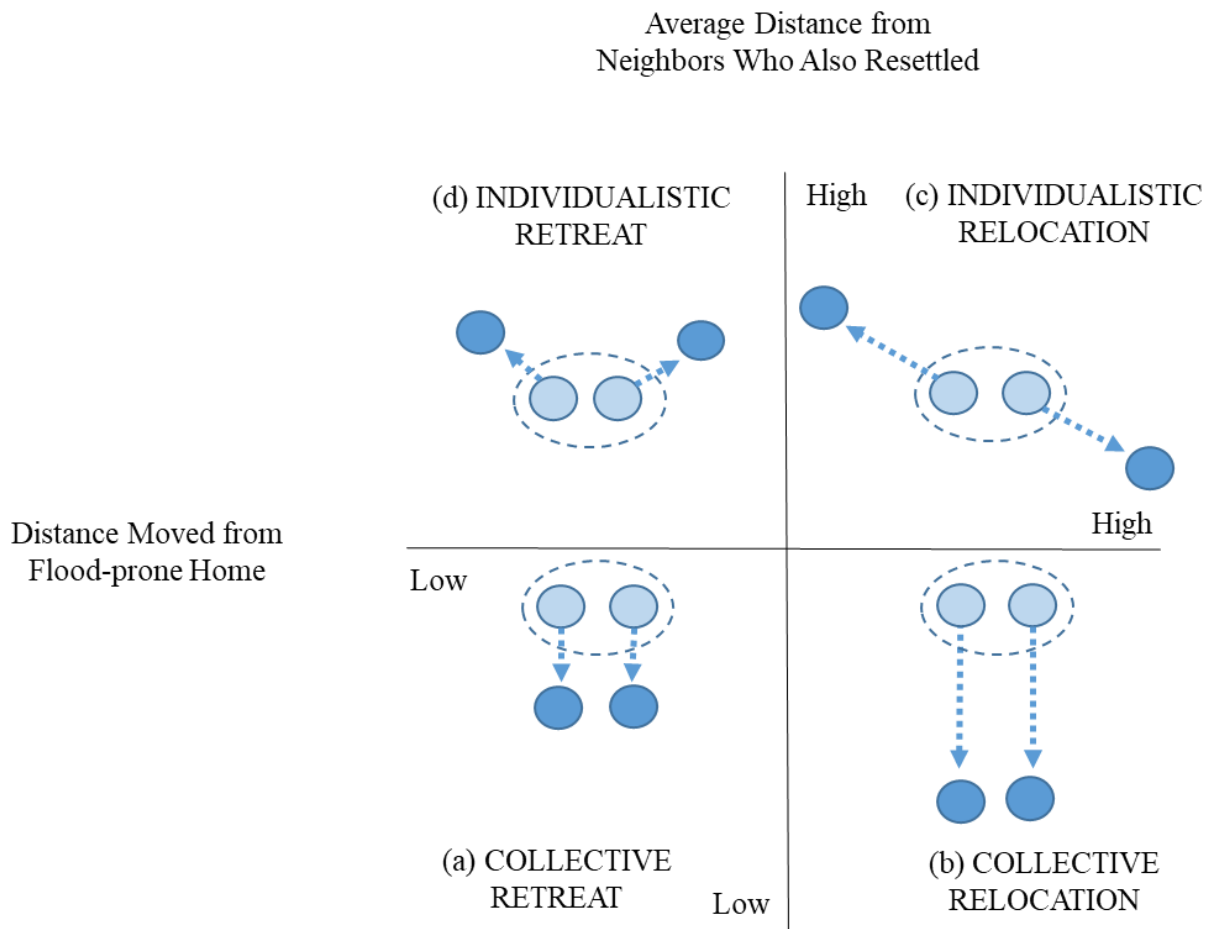 Average Distance from
Neighbors Who Also Resettled
(d) INDIVIDUALISTIC
RETREAT
High
(c) INDIVIDUALISTIC
RELOCATION
High
Distance Moved from
Flood-prone Home
Low
(a) COLLECTIVE
RETREAT
Low
(b) COLLECTIVE
RELOCATION